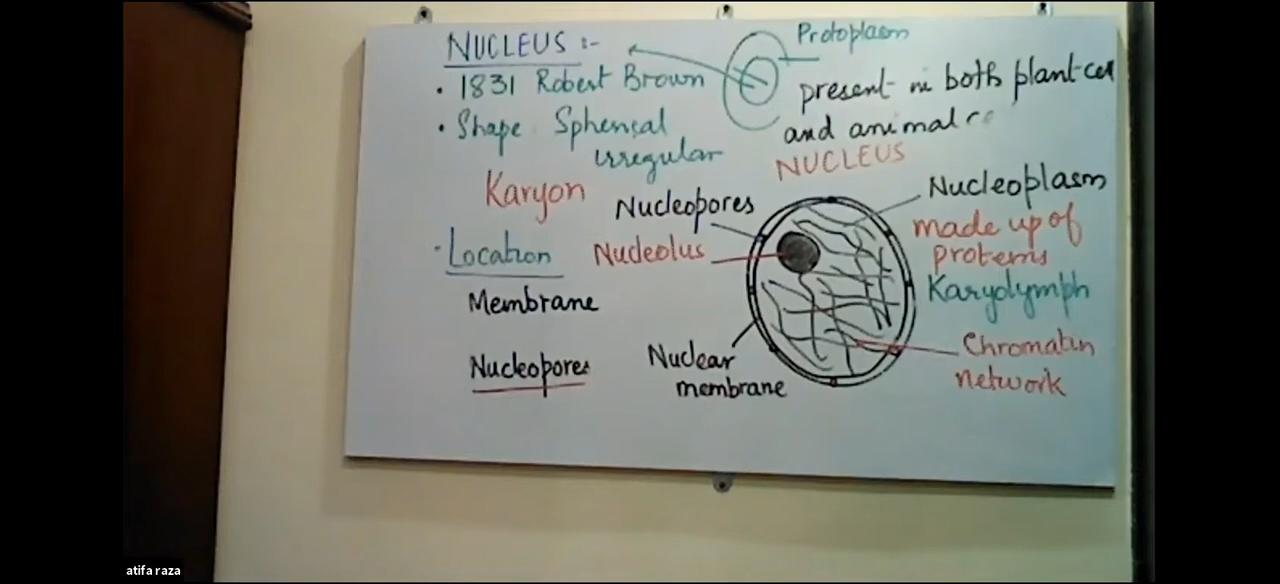 NUCLEUS :-
Protoplasm
• 1831 Robert Brown
present in both plant cell
• Shape Spherical
and animal
irregular
NUCLEUS
Karyon
Nucleopores
Nucleoplasm
made up of
proteins
· Location
Nucleolus
Karyolymph
Membrane
Nuclear
membrane
Chromatin
network
Nucleopores
atifa raza